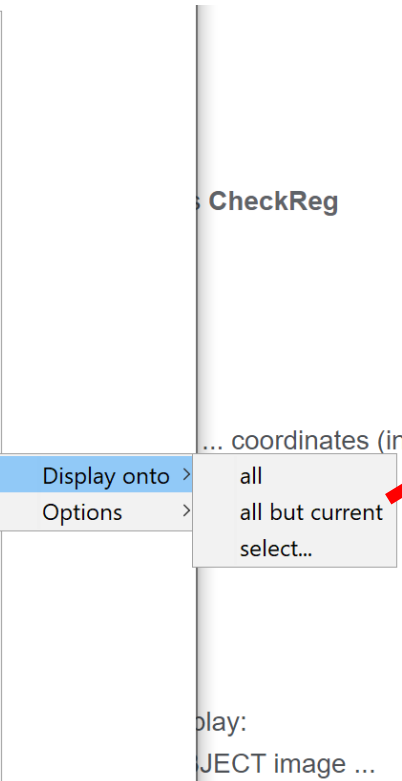 CheckReg
... coordinates (in
Display onto >
all
Options >
all but current
select...
play:
JECT image ...